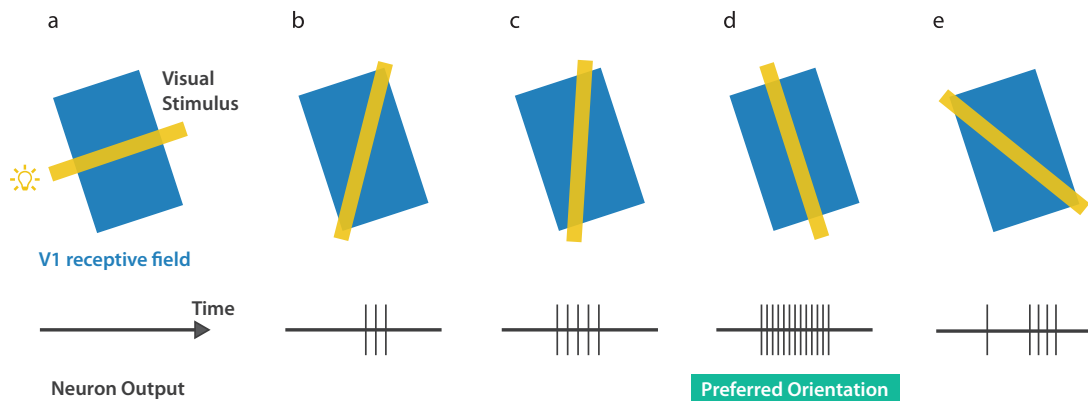 a
b
c
d
e
Visual
Stimulus
V1 receptive field
Time
Neuron Output
Preferred Orientation